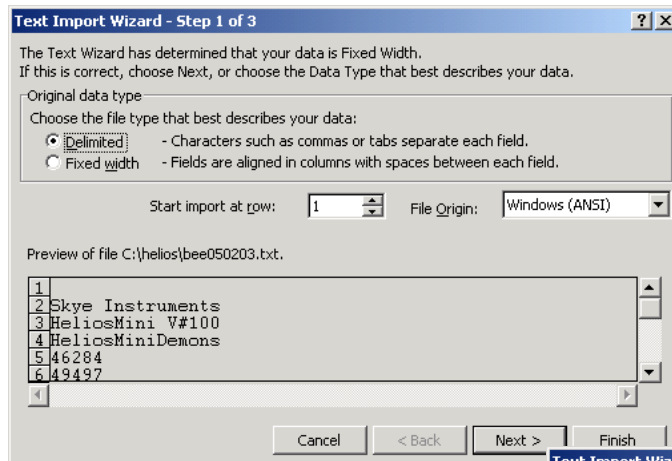 Text Import Wizard - Step 1 of 3
The Text Wizard has determined that your data is Fixed Width.
If this is correct, choose Next, or choose the Data Type that best describes your data.
Original data type
Choose the file type that best describes your data:
Delimited - Characters such as commas or tabs separate each field.
Fixed width - Fields are aligned in columns with spaces between each field.
Start import at row: 1 File Origin: Windows (ANSI)
Preview of file C:\helios\bee050203.txt.
1
2 Skye Instruments
3 HeliosMini V#100
4 HeliosMiniDemons
5 46284
6 49497
Cancel < Back Next > Finish
Text Import Wiz